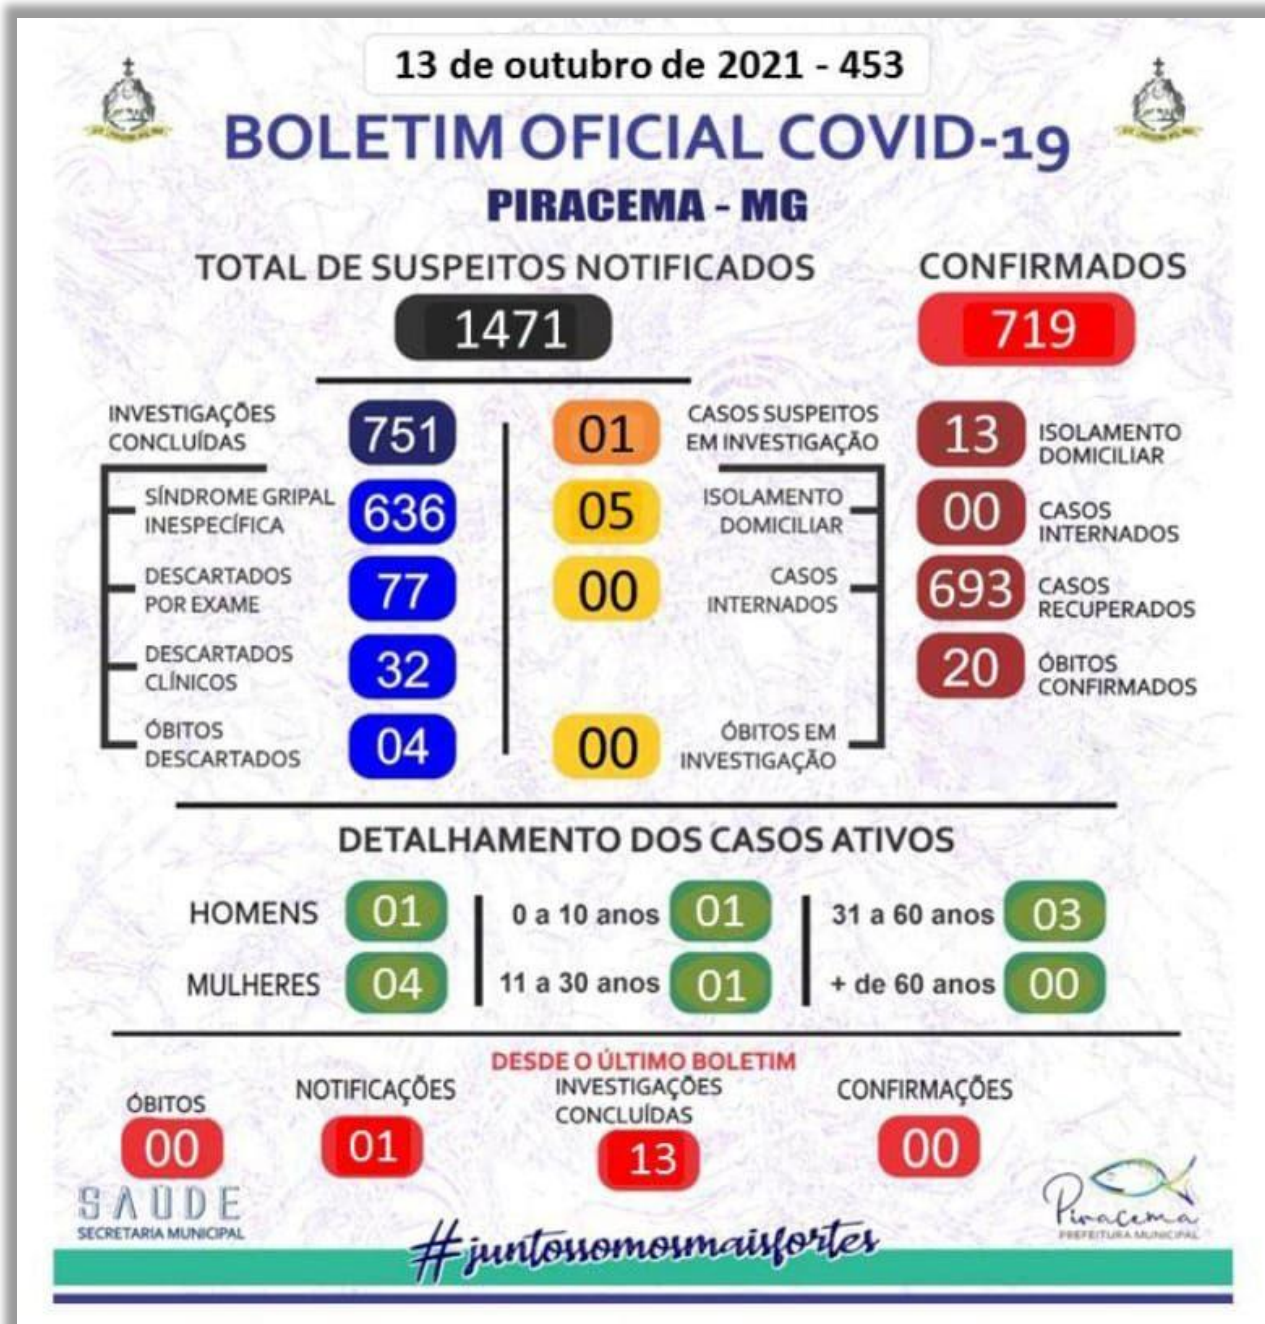 13 de outubro de 2021 - 453
BOLETIM OFICIAL COVID-19
PIRACEMA - MG
TOTAL DE SUSPEITOS NOTIFICADOS
1471
CONFIRMADOS
719
INVESTIGAÇÕES
CONCLUÍDAS
751
SÍNDROME GRIPAL
INESPECÍFICA
636
DESCARTADOS
POR EXAME
77
DESCARTADOS
CLÍNICOS
32
ÓBITOS
DESCARTADOS
04
01
CASOS SUSPEITOS
EM INVESTIGAÇÃO
05
ISOLAMENTO
DOMICILIAR
00
CASOS
INTERNADOS
00
ÓBITOS EM
INVESTIGAÇÃO
13
ISOLAMENTO
DOMICILIAR
00
CASOS
INTERNADOS
693
CASOS
RECUPERADOS
20
ÓBITOS
CONFIRMADOS
DETALHAMENTO DOS CASOS ATIVOS
HOMENS 01
MULHERES 04
0 a 10 anos 01
11 a 30 anos 01
31 a 60 anos 03
+ de 60 anos 00
DESDE O ÚLTIMO BOLETIM
ÓBITOS
00
NOTIFICAÇÕES
01
INVESTIGAÇÕES
CONCLUÍDAS
13
CONFIRMAÇÕES
00
SAÚDE
SECRETARIA MUNICIPAL
#juntossomosmaisfortes
Piracema
PREFEITURA MUNICIPAL